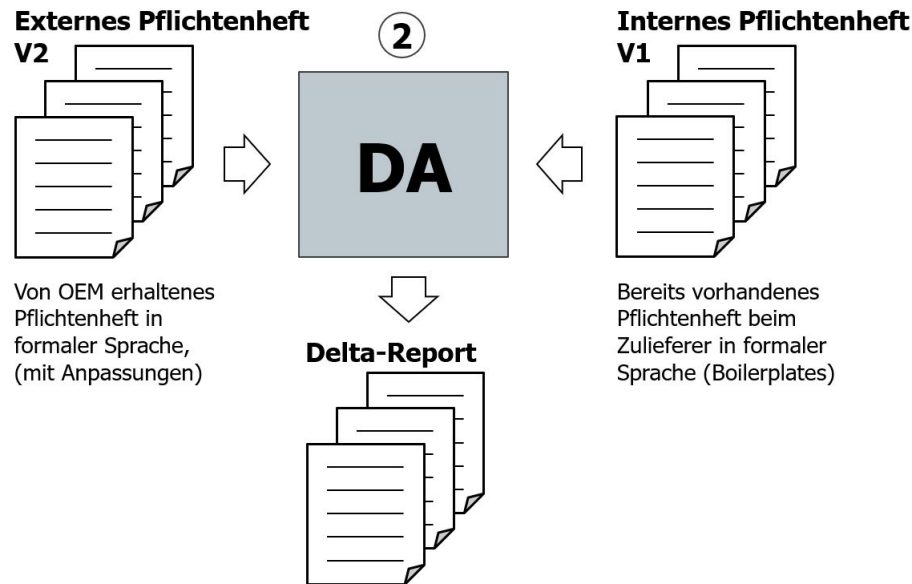 Externes Pflichtenheft
V2
2
Internes Pflichtenheft
V1
DA
Von OEM erhaltenes
Pflichtenheft in
formaler Sprache,
(mit Anpassungen)
Bereits vorhandenes
Pflichtenheft beim
Zulieferer in formaler
Sprache (Boilerplates)
Delta-Report